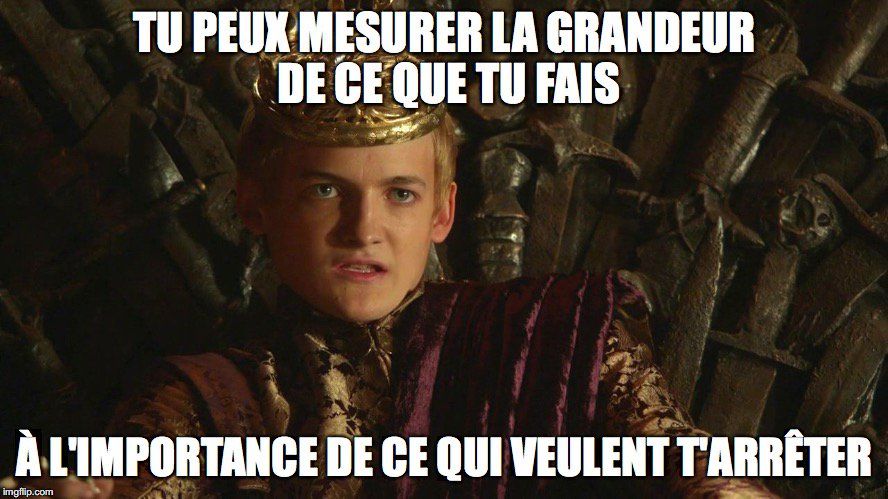 TU PEUX MESURER LA GRANDEUR
DE CE QUE TU FAIS
À L'IMPORTANCE DE CE QUI VEULENT T'ARRÊTER
imgflip.com